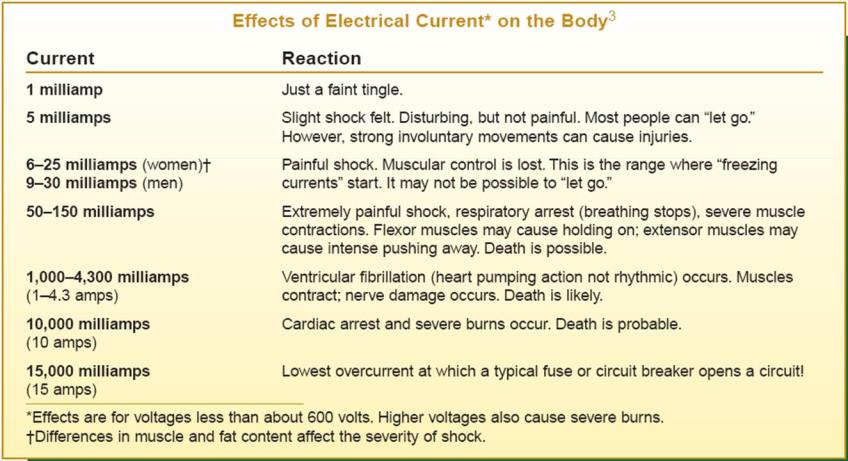 Effects of Electrical Current* on the Body3
Current Reaction
1 milliamp Just a faint tingle.
5 milliamps Slight shock felt. Disturbing, but not painful. Most people can “let go.”
However, strong involuntary movements can cause injuries.
6–25 milliamps (women)† Painful shock. Muscular control is lost. This is the range where “freezing
9–30 milliamps (men) currents” start. It may not be possible to “let go.”
50–150 milliamps Extremely painful shock, respiratory arrest (breathing stops), severe muscle
contractions. Flexor muscles may cause holding on; extensor muscles may
cause intense pushing away. Death is possible.
1,000–4,300 milliamps Ventricular fibrillation (heart pumping action not rhythmic) occurs. Muscles
(1–4.3 amps) contract; nerve damage occurs. Death is likely.
10,000 milliamps Cardiac arrest and severe burns occur. Death is probable.
(10 amps)
15,000 milliamps Lowest overcurrent at which a typical fuse or circuit breaker opens a circuit!
(15 amps)
*Effects are for voltages less than about 600 volts. Higher voltages also cause severe burns.
†Differences in muscle and fat content affect the severity of shock.